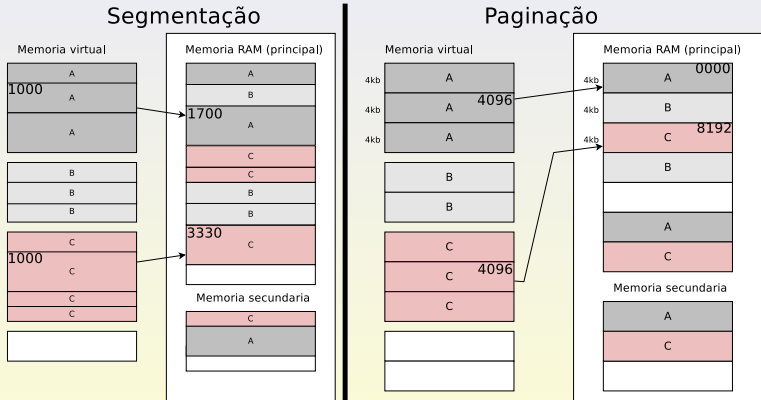 Segmentação
Memoria virtual
A
1000
A
A
B
B
B
C
1000
C
C
C
Memoria RAM (principal)
A
B
1700
A
C
C
B
B
3330
C
Memoria secundaria
C
A
Paginação
Memoria virtual
4kb
A
4kb
A
4096
4kb
A
B
B
C
C
4096
C
Memoria RAM (principal)
0000
4kb
A
4kb
B
8192
4kb
C
B
A
C
Memoria secundaria
A
C